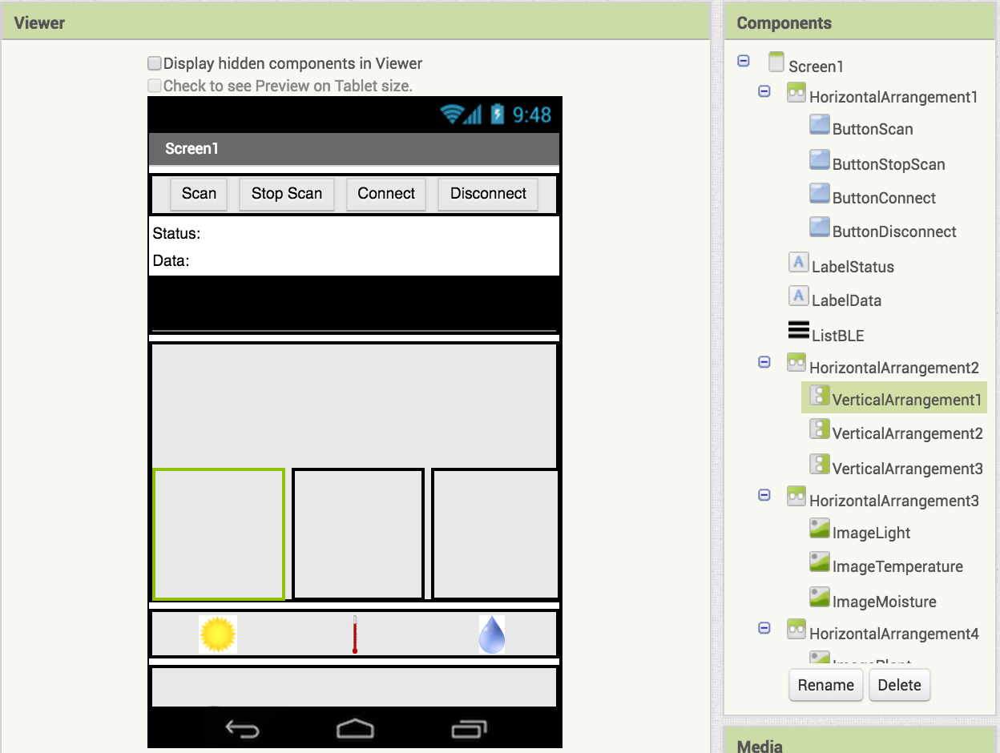 Viewer
Display hidden components in Viewer
Check to see Preview on Tablet size.
9:48
Screen1
Scan Stop Scan Connect Disconnect
Status:
Data:
Components
Screen1
HorizontalArrangement1
ButtonScan
ButtonStopScan
ButtonConnect
ButtonDisconnect
A LabelStatus
A LabelData
ListBLE
HorizontalArrangement2
VerticalArrangement1
VerticalArrangement2
VerticalArrangement3
HorizontalArrangement3
ImageLight
ImageTemperature
ImageMoisture
HorizontalArrangement4
ImagePlant
Rename Delete
Media